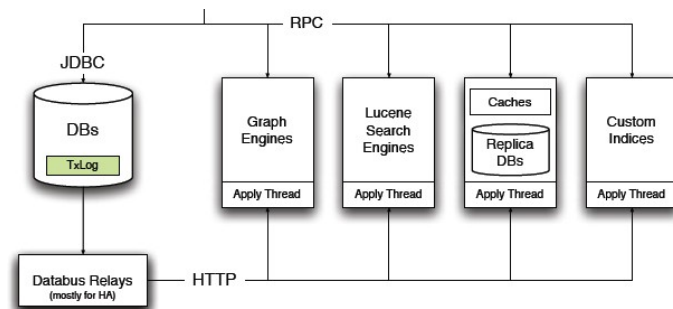 RPC
JDBC
DBs
TxLog
Graph
Engines
Apply Thread
Lucene
Search
Engines
Apply Thread
Caches
Replica
DBs
Apply Thread
Custom
Indices
Apply Thread
Databus Relays
(mostly for HA)
HTTP